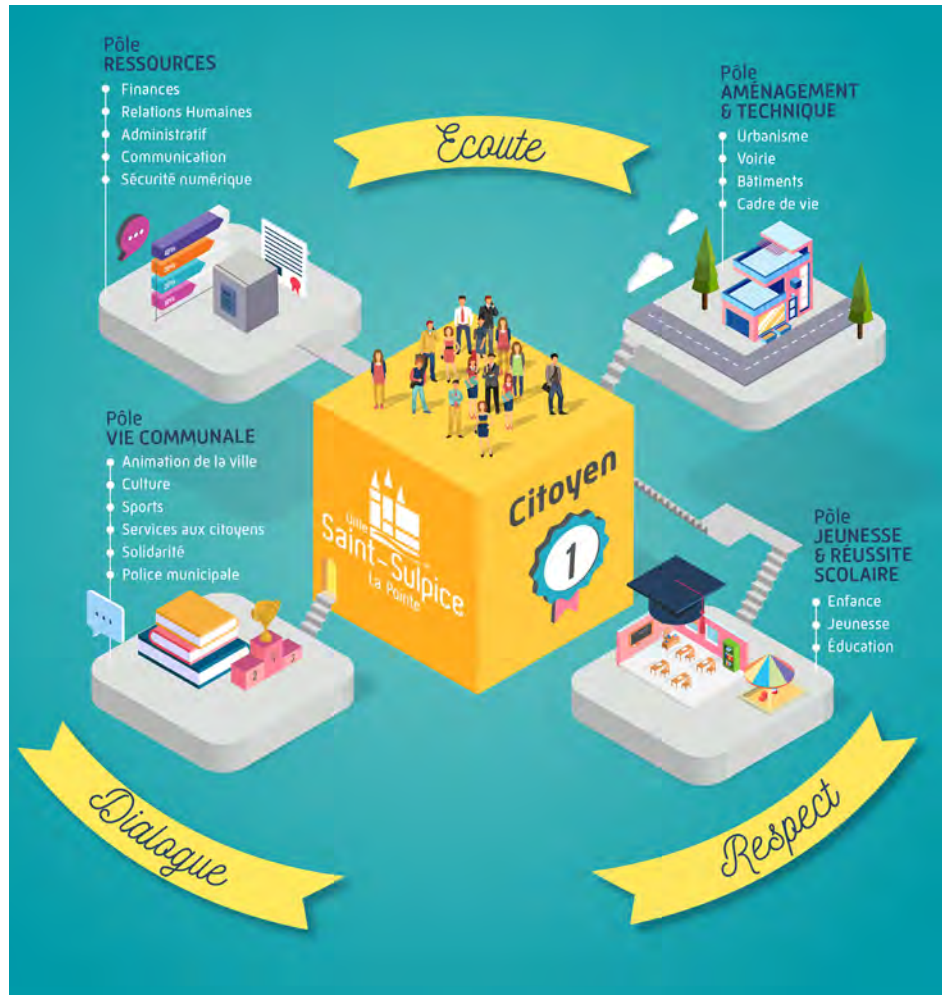 Pôle
RESSOURCES
Finances
Relations Humaines
Administratif
Communication
Sécurité numérique
Ecoute
Pôle
AMÉNAGEMENT
& TECHNIQUE
Urbanisme
Voirie
Bâtiments
Cadre de vie
Pôle
VIE COMMUNALE
Animation de la ville
Culture
Sports
Services aux citoyens
Solidarité
Police municipale
Ville
Saint-Sulpice
La Pointe
Citoyen
1
Pôle
JEUNESSE
& RÉUSSITE
SCOLAIRE
Enfance
Jeunesse
Éducation
2
1
Dialogue
Respect